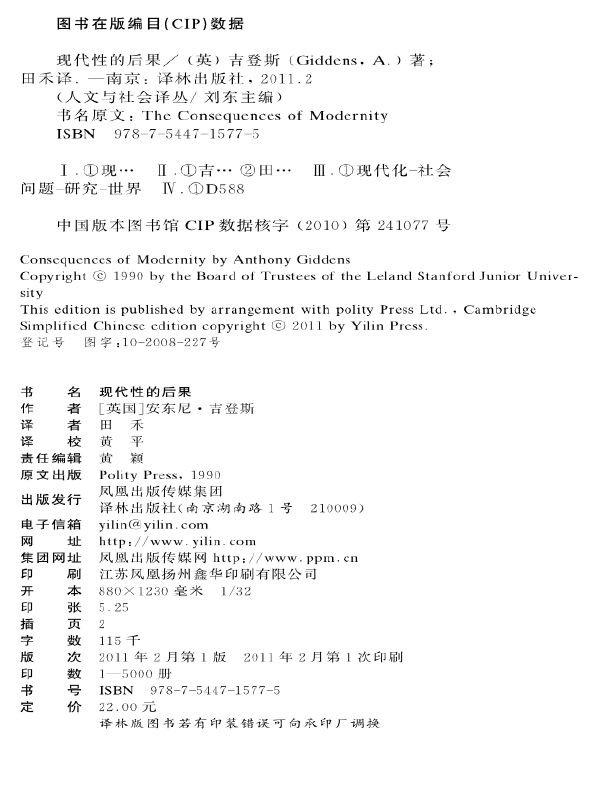 图书在版编目(CIP)数据
现代性的后果／（英）吉登斯（Giddens，A.）著；
田禾译．—南京：译林出版社，2011.2
（人文与社会译丛/刘东主编）
书名原文：The Consequences of Modernity
ISBN 978-7-5447-1577-5
Ⅰ.①现… Ⅱ.①吉… ②田… Ⅲ.①现代化-社会
问题-研究-世界 Ⅳ.①D588
中国版本图书馆CIP数据核字（2010）第241077号
Consequences of Modernity by Anthony Giddens
Copyright ⓒ 1990 by the Board of Trustees of the Leland Stanford Junior Univer-
sity
This edition is published by arrangement with polity Press Ltd.，Cambridge
Simplified Chinese edition copyright ⓒ 2011 by Yilin Press.
登记号 图字:10-2008-227号
书 名 现代性的后果
作 者 [英国]安东尼·吉登斯
译 者 田 禾
译 校 黄 平
责任编辑 黄 颖
原文出版 Polity Press，1990
出版发行 凤凰出版传媒集团
译林出版社(南京湖南路1号 210009)
电子信箱 yilin@yilin.com
网 址 http://www.yilin.com
集团网址 凤凰出版传媒网 http://www.ppm.cn
印 刷 江苏凤凰扬州鑫华印刷有限公司
开 本 880×1230毫米 1/32
印 张 5.25
插 页 2
字 数 115千
版 次 2011年2月第1版 2011年2月第1次印刷
印 数 1—5000册
书 号 ISBN 978-7-5447-1577-5
定 价 22.00元
译林版图书若有印装错误可向承印厂调换